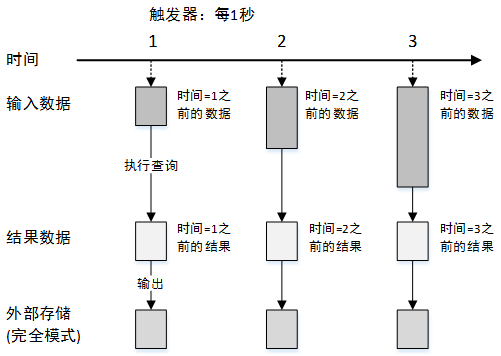 触发器：每1秒
1
2
3
时间
输入数据
时间=1之
前的数据
时间=2之
前的数据
时间=3之
前的数据
执行查询
结果数据
时间=1之
前的结果
时间=2之
前的结果
时间=3之
前的结果
输出
外部存储
(完全模式)